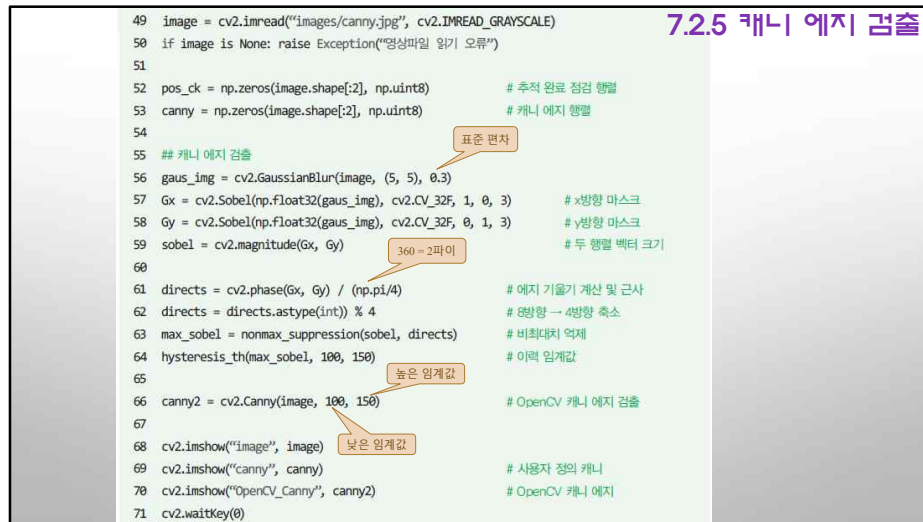 7.2.5 캐니 에지 검출
49 image = cv2.imread("images/canny.jpg", cv2.IMREAD_GRAYSCALE)
50 if image is None: raise Exception("영상파일 읽기 오류")
51
52 pos_ck = np.zeros(image.shape[:2], np.uint8) # 추적 완료 점검 행렬
53 canny = np.zeros(image.shape[:2], np.uint8) # 캐니 에지 행렬
54
표준 편차
55 ## 캐니 에지 검출
56 gaus_img = cv2.GaussianBlur(image, (5, 5), 0.3)
57 Gx = cv2.Sobel(np.float32(gaus_img), cv2.CV_32F, 1, 0, 3) # x방향 마스크
58 Gy = cv2.Sobel(np.float32(gaus_img), cv2.CV_32F, 0, 1, 3) # y방향 마스크
59 sobel = cv2.magnitude(Gx, Gy) # 두 행렬 벡터 크기
360 = 2파이
60
61 directs = cv2.phase(Gx, Gy) / (np.pi/4) # 에지 기울기 계산 및 근사
62 directs = directs.astype(int)) % 4 # 8방향 → 4방향 축소
63 max_sobel = nonmax_suppression(sobel, directs) # 비최대치 억제
64 hysteresis_th(max_sobel, 100, 150) # 이력 임계값
높은 임계값
65
66 canny2 = cv2.Canny(image, 100, 150) # OpenCV 캐니 에지 검출
67
낮은 임계값
68 cv2.imshow("image", image)
69 cv2.imshow("canny", canny) # 사용자 정의 캐니
70 cv2.imshow("OpenCV_Canny", canny2) # OpenCV 캐니 에지
71 cv2.waitKey(0)